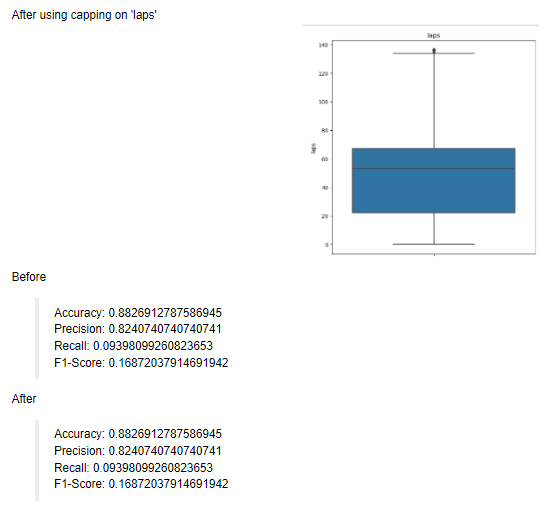 After using capping on 'laps'
laps
140
120
100
80
laps
60
40
20
0
Before
Accuracy: 0.8826912787586945
Precision: 0.8240740740740741
Recall: 0.09398099260823653
F1-Score: 0.16872037914691942
After
Accuracy: 0.8826912787586945
Precision: 0.8240740740740741
Recall: 0.09398099260823653
F1-Score: 0.16872037914691942